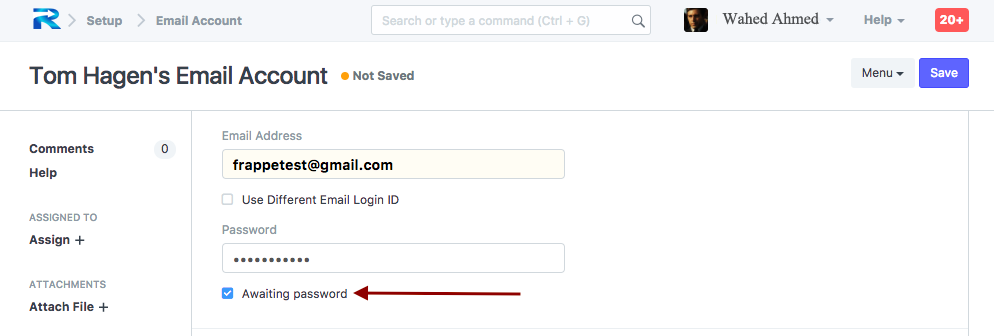 Setup Email Account Search or type a command (Ctrl + G) Wahed Ahmed Help 20+
Tom Hagen's Email Account Not Saved Menu Save
Comments 0
Help
ASSIGNED TO
Assign +
ATTACHMENTS
Attach File +
Email Address
frappetest@gmail.com
Use Different Email Login ID
Password
•••••••••••
Awaiting password